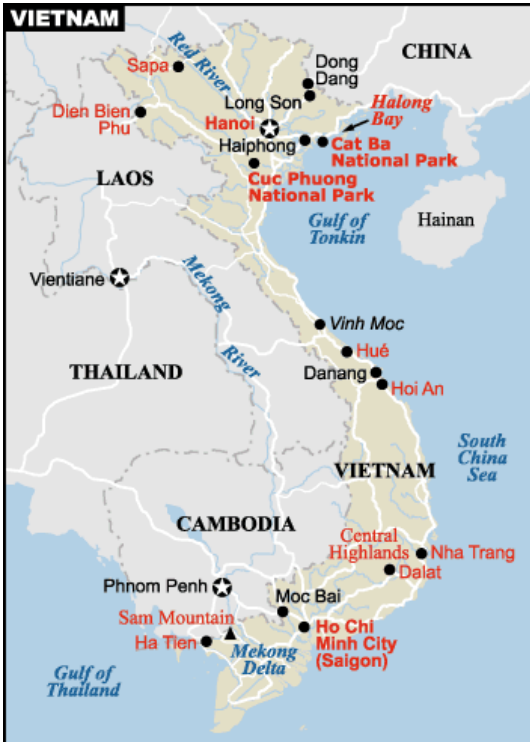 VIETNAM
CHINA
Red River
Sapa
Dong
Dang
Long Son
Dien Bien
Phu
Hanoi
Halong
Bay
Haiphong
Cat Ba
National Park
Cuc Phuong
National Park
LAOS
Gulf of
Tonkin
Hainan
Vientiane
Mekong
River
Vinh Moc
Hué
THAILAND
Danang
Hoi An
South
China
Sea
VIETNAM
CAMBODIA
Central
Highlands
Nha Trang
Dalat
Phnom Penh
Moc Bai
Sam Mountain
Ho Chi
Minh City
(Saigon)
Ha Tien
Mekong
Delta
Gulf of
Thailand